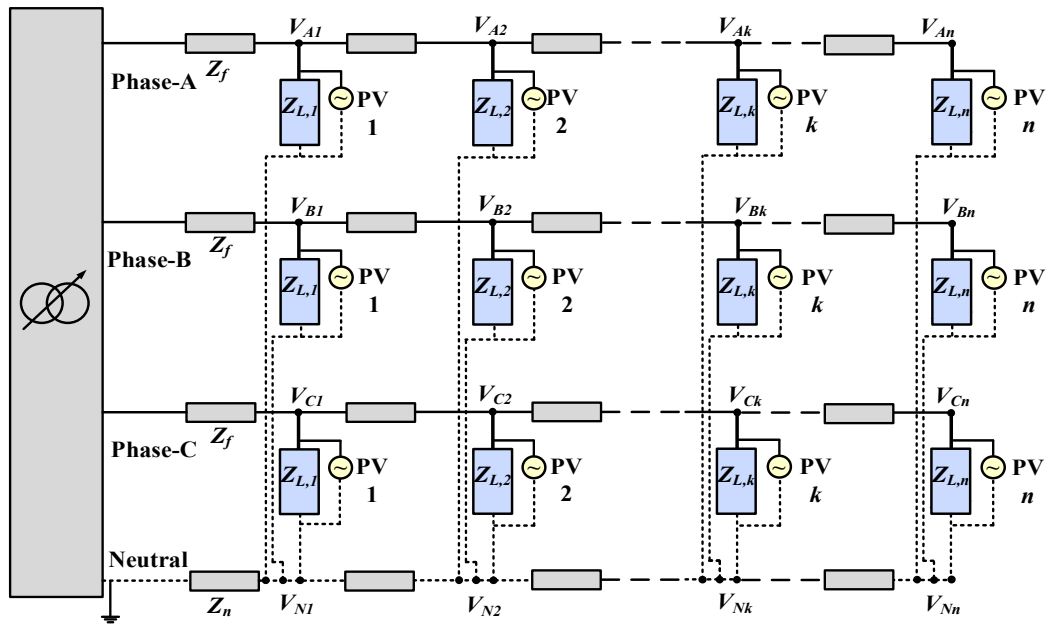 V_{A1} V_{A2} V_{Ak} V_{An}
Phase-A Z_f
Z_{L,1} PV 1 Z_{L,2} PV 2 Z_{L,k} PV k Z_{L,n} PV n
V_{B1} V_{B2} V_{Bk} V_{Bn}
Phase-B Z_f
Z_{L,1} PV 1 Z_{L,2} PV 2 Z_{L,k} PV k Z_{L,n} PV n
V_{C1} V_{C2} V_{Ck} V_{Cn}
Phase-C Z_f
Z_{L,1} PV 1 Z_{L,2} PV 2 Z_{L,k} PV k Z_{L,n} PV n
Neutral
Z_n V_{N1} V_{N2} V_{Nk} V_{Nn}